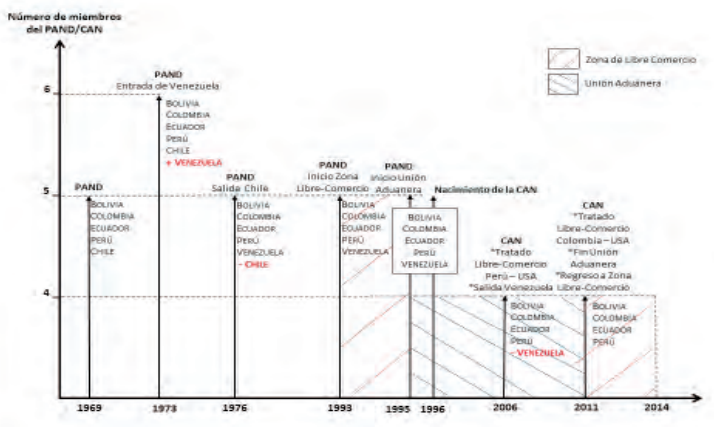 Número de miembros
del PAND/CAN
Zona de Libre Comercio
Unión Aduanera
6
5
4
PAND
BOLIVIA
COLOMBIA
ECUADOR
PERÚ
CHILE
PAND
Entrada de Venezuela
BOLIVIA
COLOMBIA
ECUADOR
PERÚ
CHILE
+ VENEZUELA
PAND
Salida Chile
BOLIVIA
COLOMBIA
ECUADOR
PERÚ
VENEZUELA
– CHILE
PAND
Inicio Zona
Libre-Comercio
BOLIVIA
COLOMBIA
ECUADOR
PERÚ
VENEZUELA
PAND
Inicio Unión
Aduanera
Nacimiento de la CAN
BOLIVIA
COLOMBIA
ECUADOR
PERÚ
VENEZUELA
CAN
*Tratado
Libre-Comercio
Perú – USA
*Salida Venezuela
BOLIVIA
COLOMBIA
ECUADOR
PERÚ
– VENEZUELA
CAN
*Tratado
Libre-Comercio
Colombia – USA
*Fin Unión
Aduanera
*Regreso a Zona
Libre-Comercio
BOLIVIA
COLOMBIA
ECUADOR
PERÚ
1969
1973
1976
1993
1995
1996
2006
2011
2014